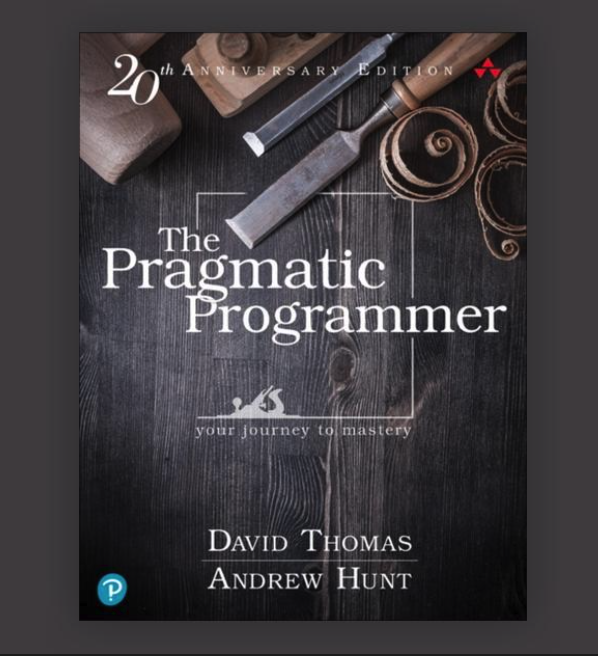 20th ANNIVERSARY EDITION
The
Pragmatic
Programmer
your journey to mastery
DAVID THOMAS
ANDREW HUNT
P